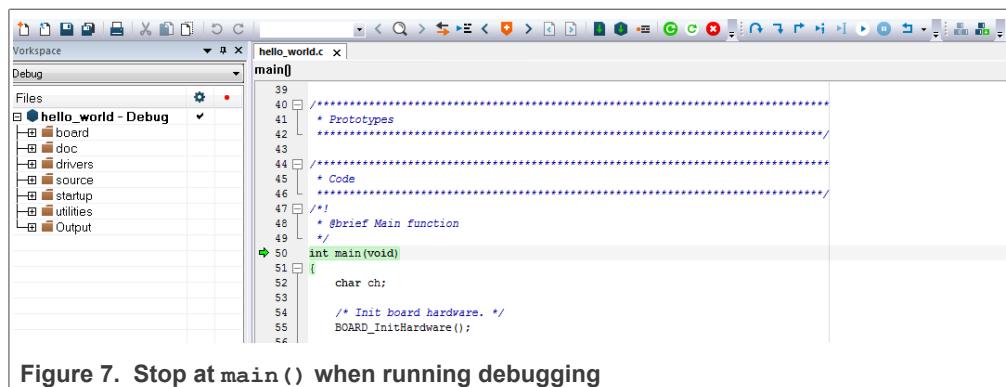 Workspace
Debug
Files
hello_world - Debug
board
doc
drivers
source
startup
utilities
Output
hello_world.c x
main()
39
40 /******************************************************************************
41 * Prototypes
42 ******************************************************************************/
43
44 /******************************************************************************
45 * Code
46 ******************************************************************************/
47 /*!
48 * @brief Main function
49 */
50 int main(void)
51 {
52 char ch;
53
54 /* Init board hardware. */
55 BOARD_InitHardware();
56
Figure 7. Stop at main() when running debugging